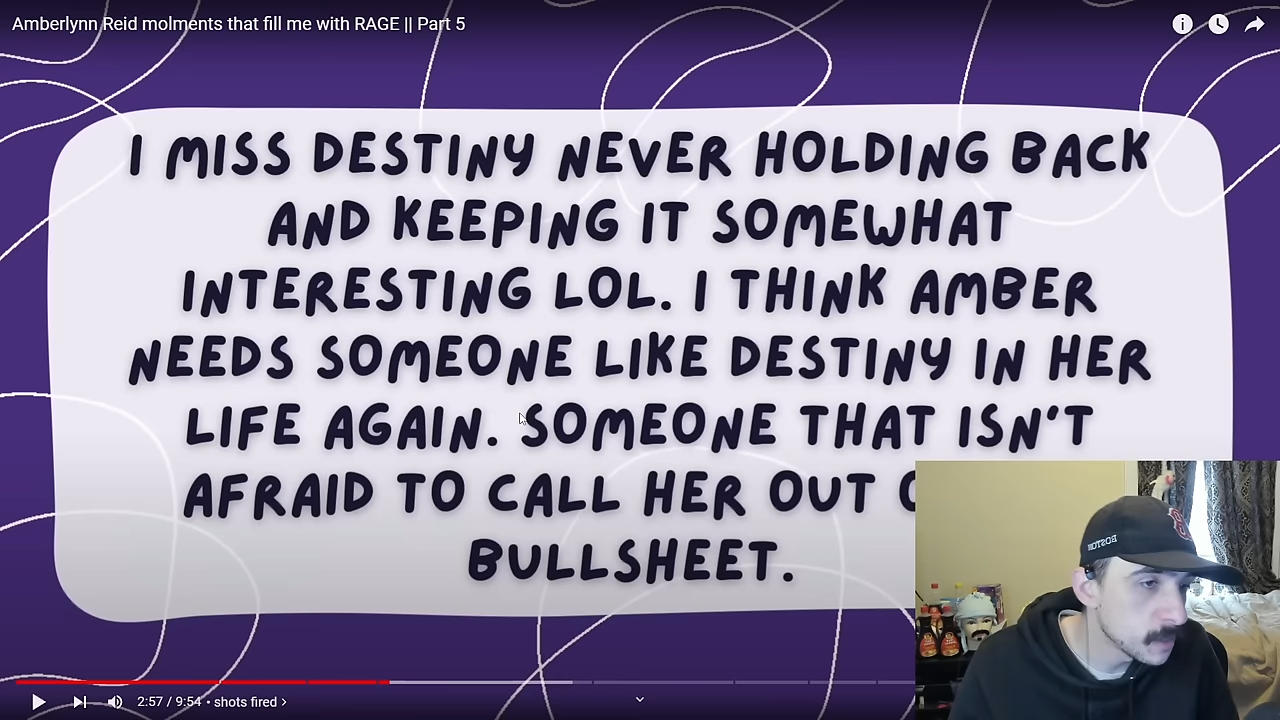 Amberlynn Reid molments that fill me with RAGE || Part 5
I MISS DESTINY NEVER HOLDING BACK
AND KEEPING IT SOMEWHAT
INTERESTING LOL. I THINK AMBER
NEEDS SOMEONE LIKE DESTINY IN HER
LIFE AGAIN. SOMEONE THAT ISN'T
AFRAID TO CALL HER OUT
BULLSHEET.
BOSTON
2:57 / 9:54 • shots fired >